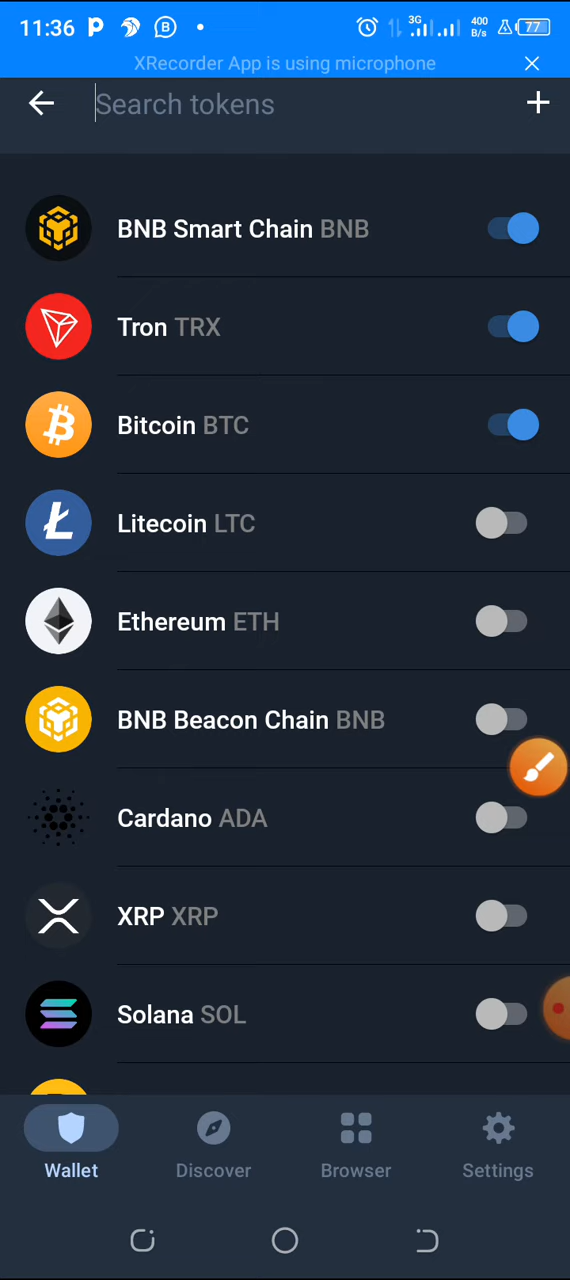 11:36
3G
400
B/s
77
XRecorder App is using microphone
Search tokens
BNB Smart Chain BNB
Tron TRX
Bitcoin BTC
Litecoin LTC
Ethereum ETH
BNB Beacon Chain BNB
Cardano ADA
XRP XRP
Solana SOL
Wallet
Discover
Browser
Settings